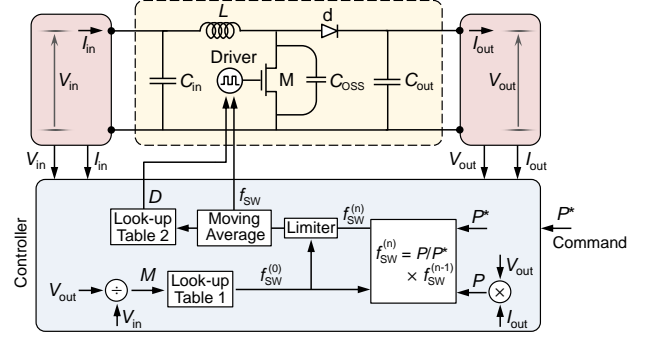 L
d
I_in
I_out
Driver
V_in
C_in
M
C_OSS
C_out
V_out
V_in
I_in
V_out
I_out
Controller
D
f_SW
Look-up
Table 2
Moving
Average
Limiter
f_SW^(n)
f_SW^(n) = P/P*
× f_SW^(n-1)
P*
P*
Command
V_out
÷
M
Look-up
Table 1
f_SW^(0)
P
×
V_out
V_in
I_out